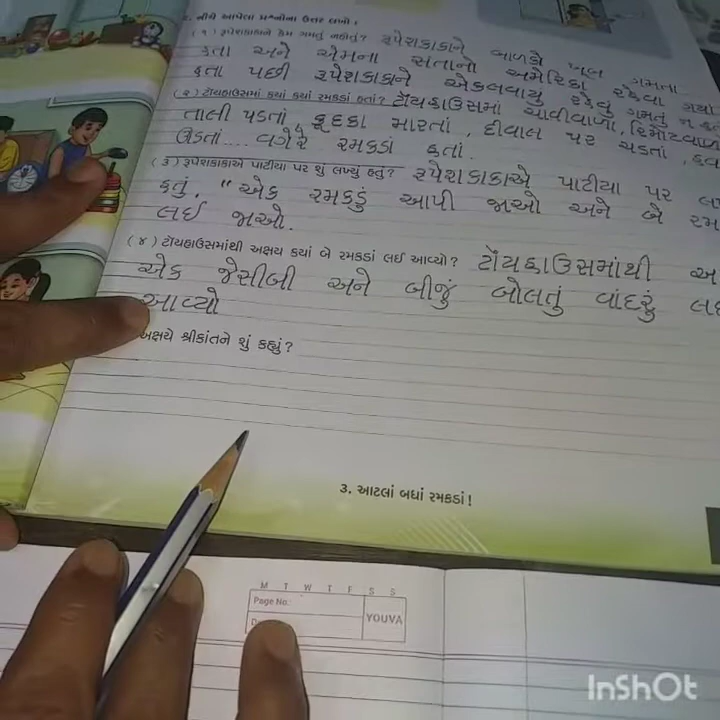 નીચે આપેલા પ્રશ્નોના ઉત્તર લખો :
(૧) રૂપેશકાકાને કેમ ગમતું નહોતું? રૂપેશકાકાને બાળકો ખૂબ ગમતા
હતા અને એમના સંતાનો અમેરિકા રહેવા ગયા
હતા પછી રૂપેશકાકાને એકલવાયું રહેવું ગમતું ન
(૨) ટૉયહાઉસમાં કયાં કયાં રમકડાં હતાં? ટૉયહાઉસમાં ચાવીવાળા, રિમોટવાળા
તાલી પડતાં કૂદકા મારતાં, દીવાલ પર ચડતાં,
ઊડતાં... વગેરે રમકડાં હતાં.
(૩) રૂપેશકાકાએ પાટીયા પર શું લખ્યું હતું? રૂપેશકાકાએ પાટીયા પર
હતું. "એક રમકડું આપી જાઓ અને બે
લઈ જાઓ.
(૪) ટૉયહાઉસમાંથી અક્ષય કયાં બે રમકડાં લઈ આવ્યો? ટૉયહાઉસમાંથી
એક જેસીબી અને બીજું બોલતું વાંદરું
આવ્યો
અક્ષયે શ્રીકાંતને શું કહ્યું?
૩. આટલાં બધાં રમકડાં!
M T W T F S S
Page No.:
YOUVA
InShOt